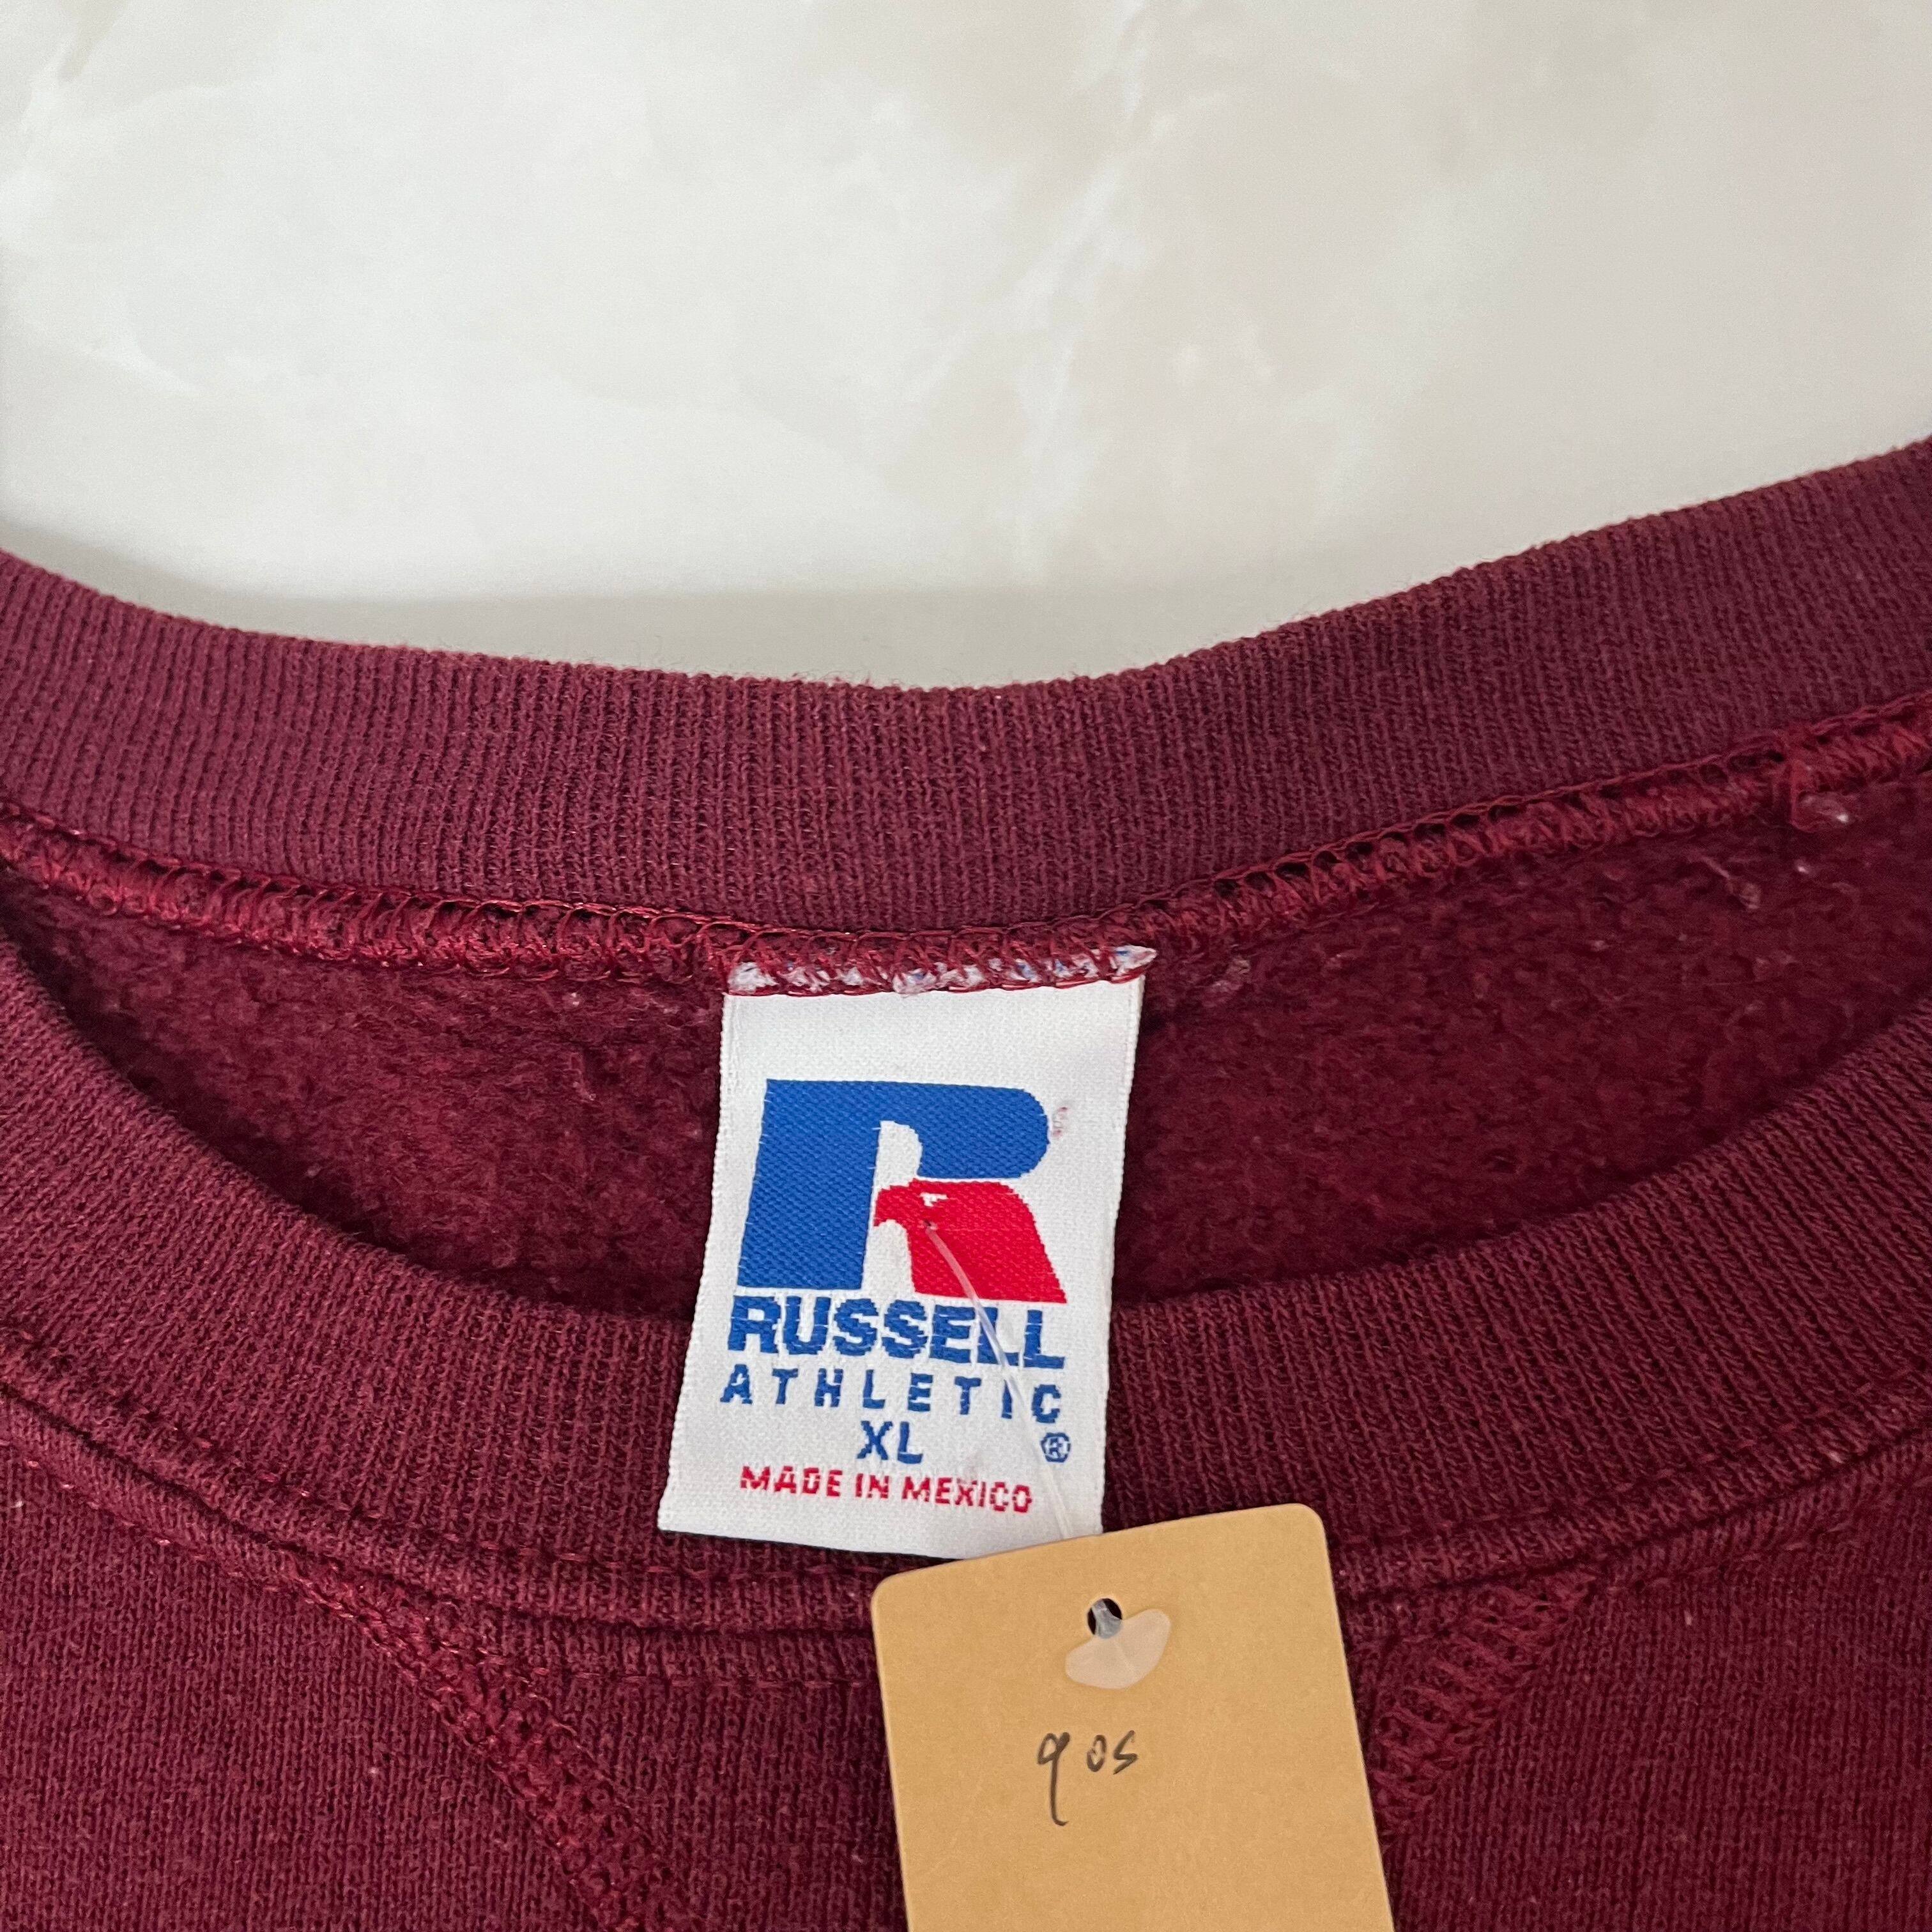 RUSSELL
ATHLETIC
XL ®
MADE IN MEXICO
90s